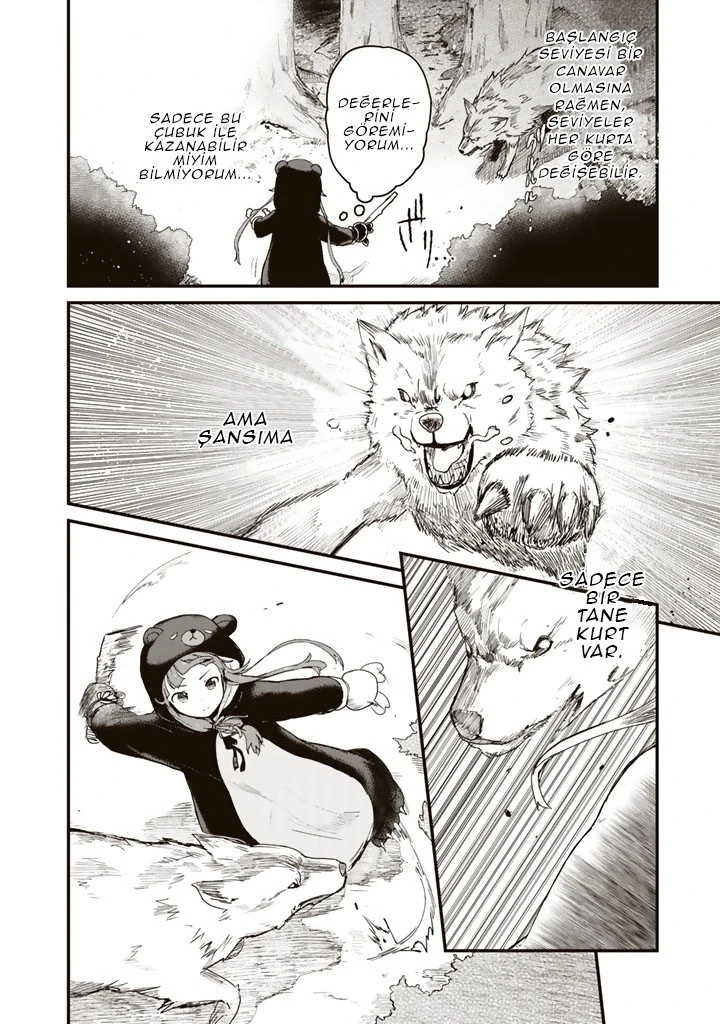 BAŞLANGIÇ
SEVİYESİ BİR
CANAVAR
OLMASINA
RAĞMEN,
SEVİYELER
HER KURTA
GÖRE
DEĞİŞEBİLİR.
DEĞERLE-
RİNİ
GÖREMİ-
YORUM...
SADECE BU
ÇUBUK İLE
KAZANABİLİR
MİYİM
BİLMİYORUM...
AMA
ŞANSIMA
SADECE
BİR
TANE
KURT
VAR.